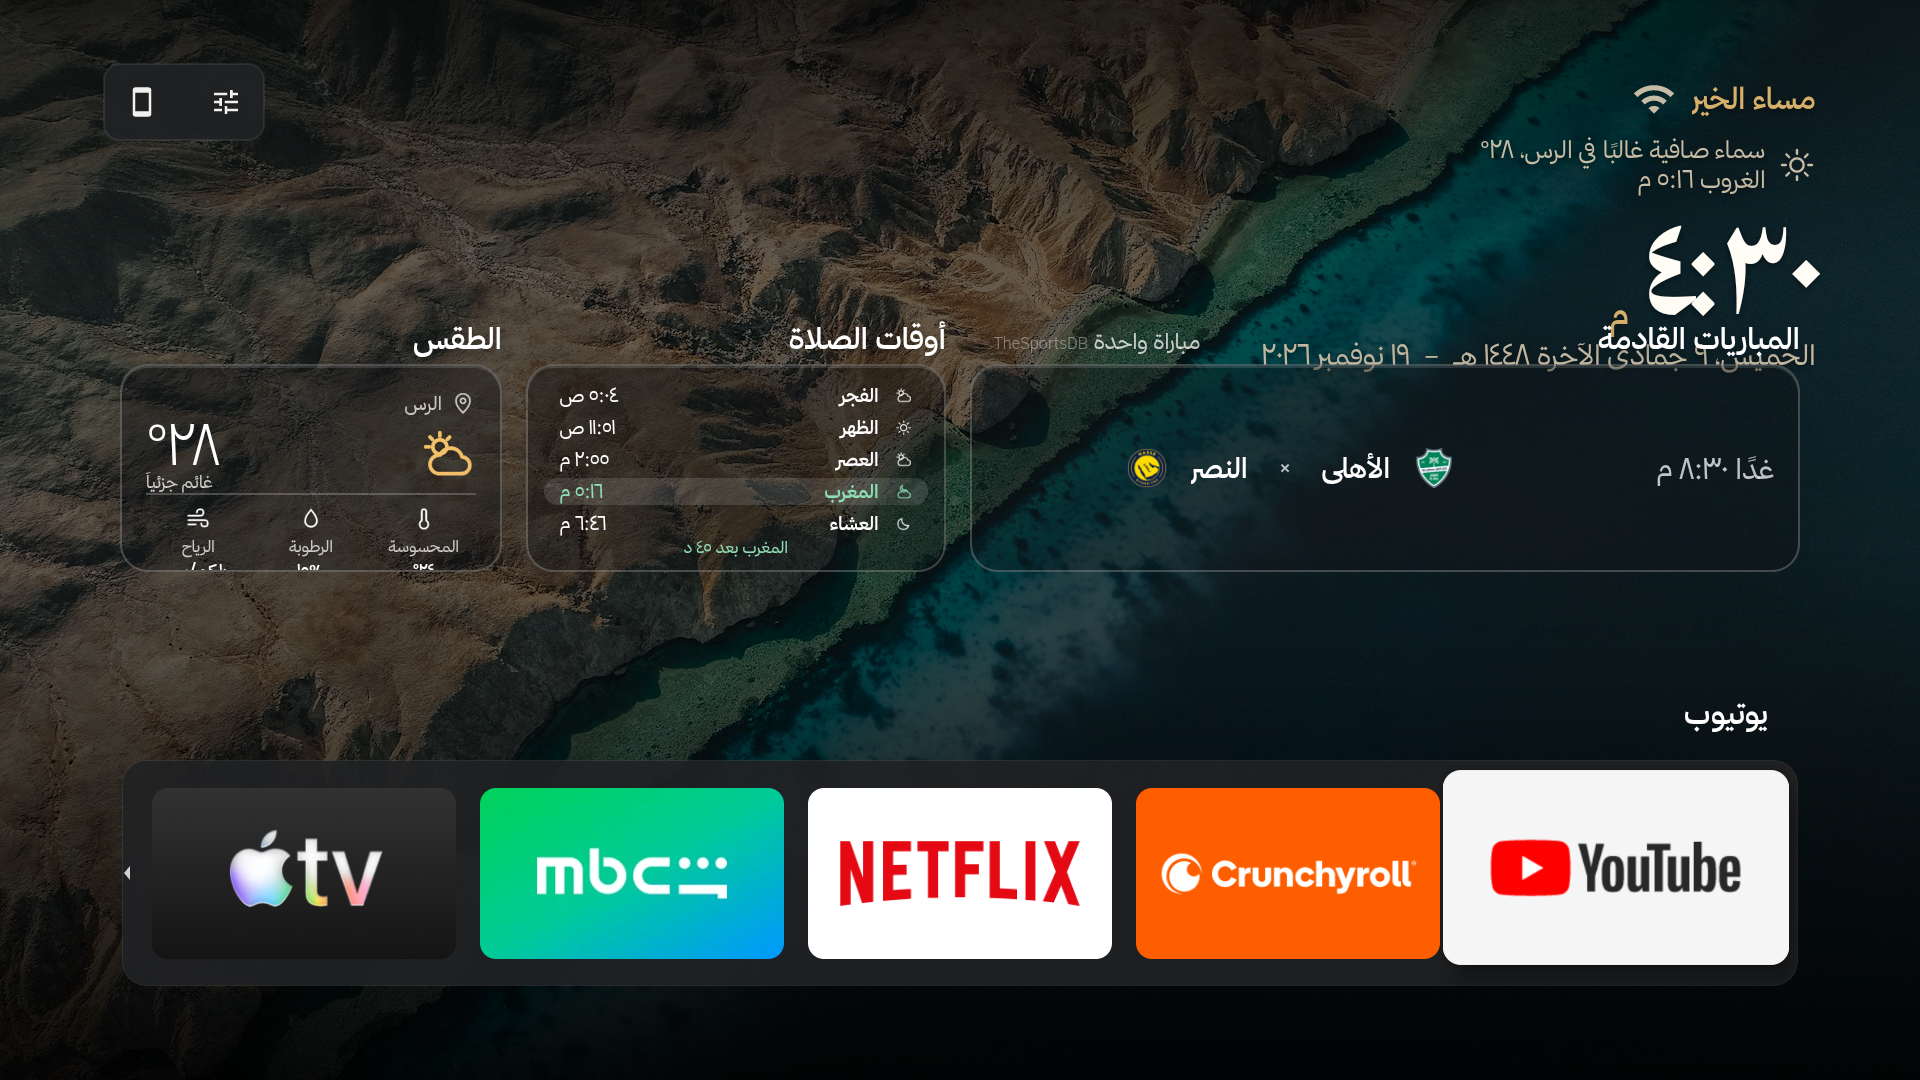 مساء الخير
سماء صافية غالبًا في الرس، ٢٨°
الغروب ٥:١٦ م
٤:٣٠ م
الخميس، ٩ جمادى الآخرة ١٤٤٨ هـ – ١٩ نوفمبر ٢٠٢٦
المباريات القادمة
مباراة واحدة TheSportsDB
غدًا ٨:٣٠ م
الأهلى × النصر
أوقات الصلاة
الفجر ٥:٠٤ ص
الظهر ١١:٥١ ص
العصر ٢:٥٥ م
المغرب ٥:١٦ م
العشاء ٦:٤٦ م
المغرب بعد ٤٥ د
الطقس
الرس
٢٨°
غائم جزئياً
المحسوسة الرطوبة الرياح
يوتيوب
YouTube
Crunchyroll
NETFLIX
mbc شاهد
tv